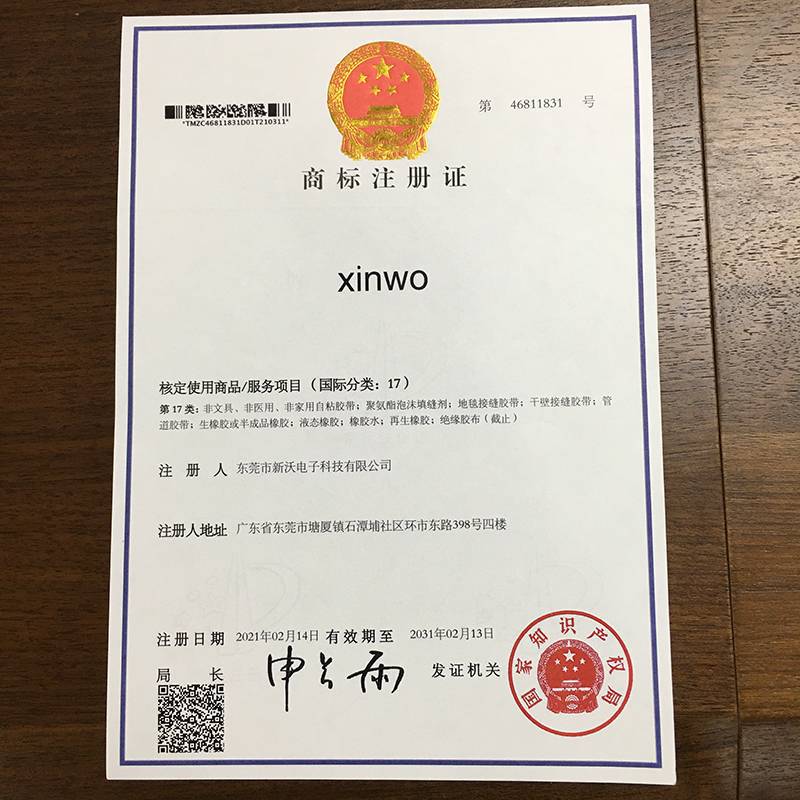 *TMZC46811831D01T210311*
第 46811831 号
商标注册证
xinwo
核定使用商品/服务项目（国际分类：17）
第17类：非文具、非医用、非家用自粘胶带；聚氨酯泡沫填缝剂；地毯接缝胶带；干壁接缝胶带；管
道胶带；生橡胶或半成品橡胶；液态橡胶；橡胶水；再生橡胶；绝缘胶布（截止）
注 册 人 东莞市新沃电子科技有限公司
注册人地址 广东省东莞市塘厦镇石潭埔社区环市东路398号四楼
注册日期 2021年02月14日 有效期至 2031年02月13日
局 长 申长雨 发证机关
国家知识产权局